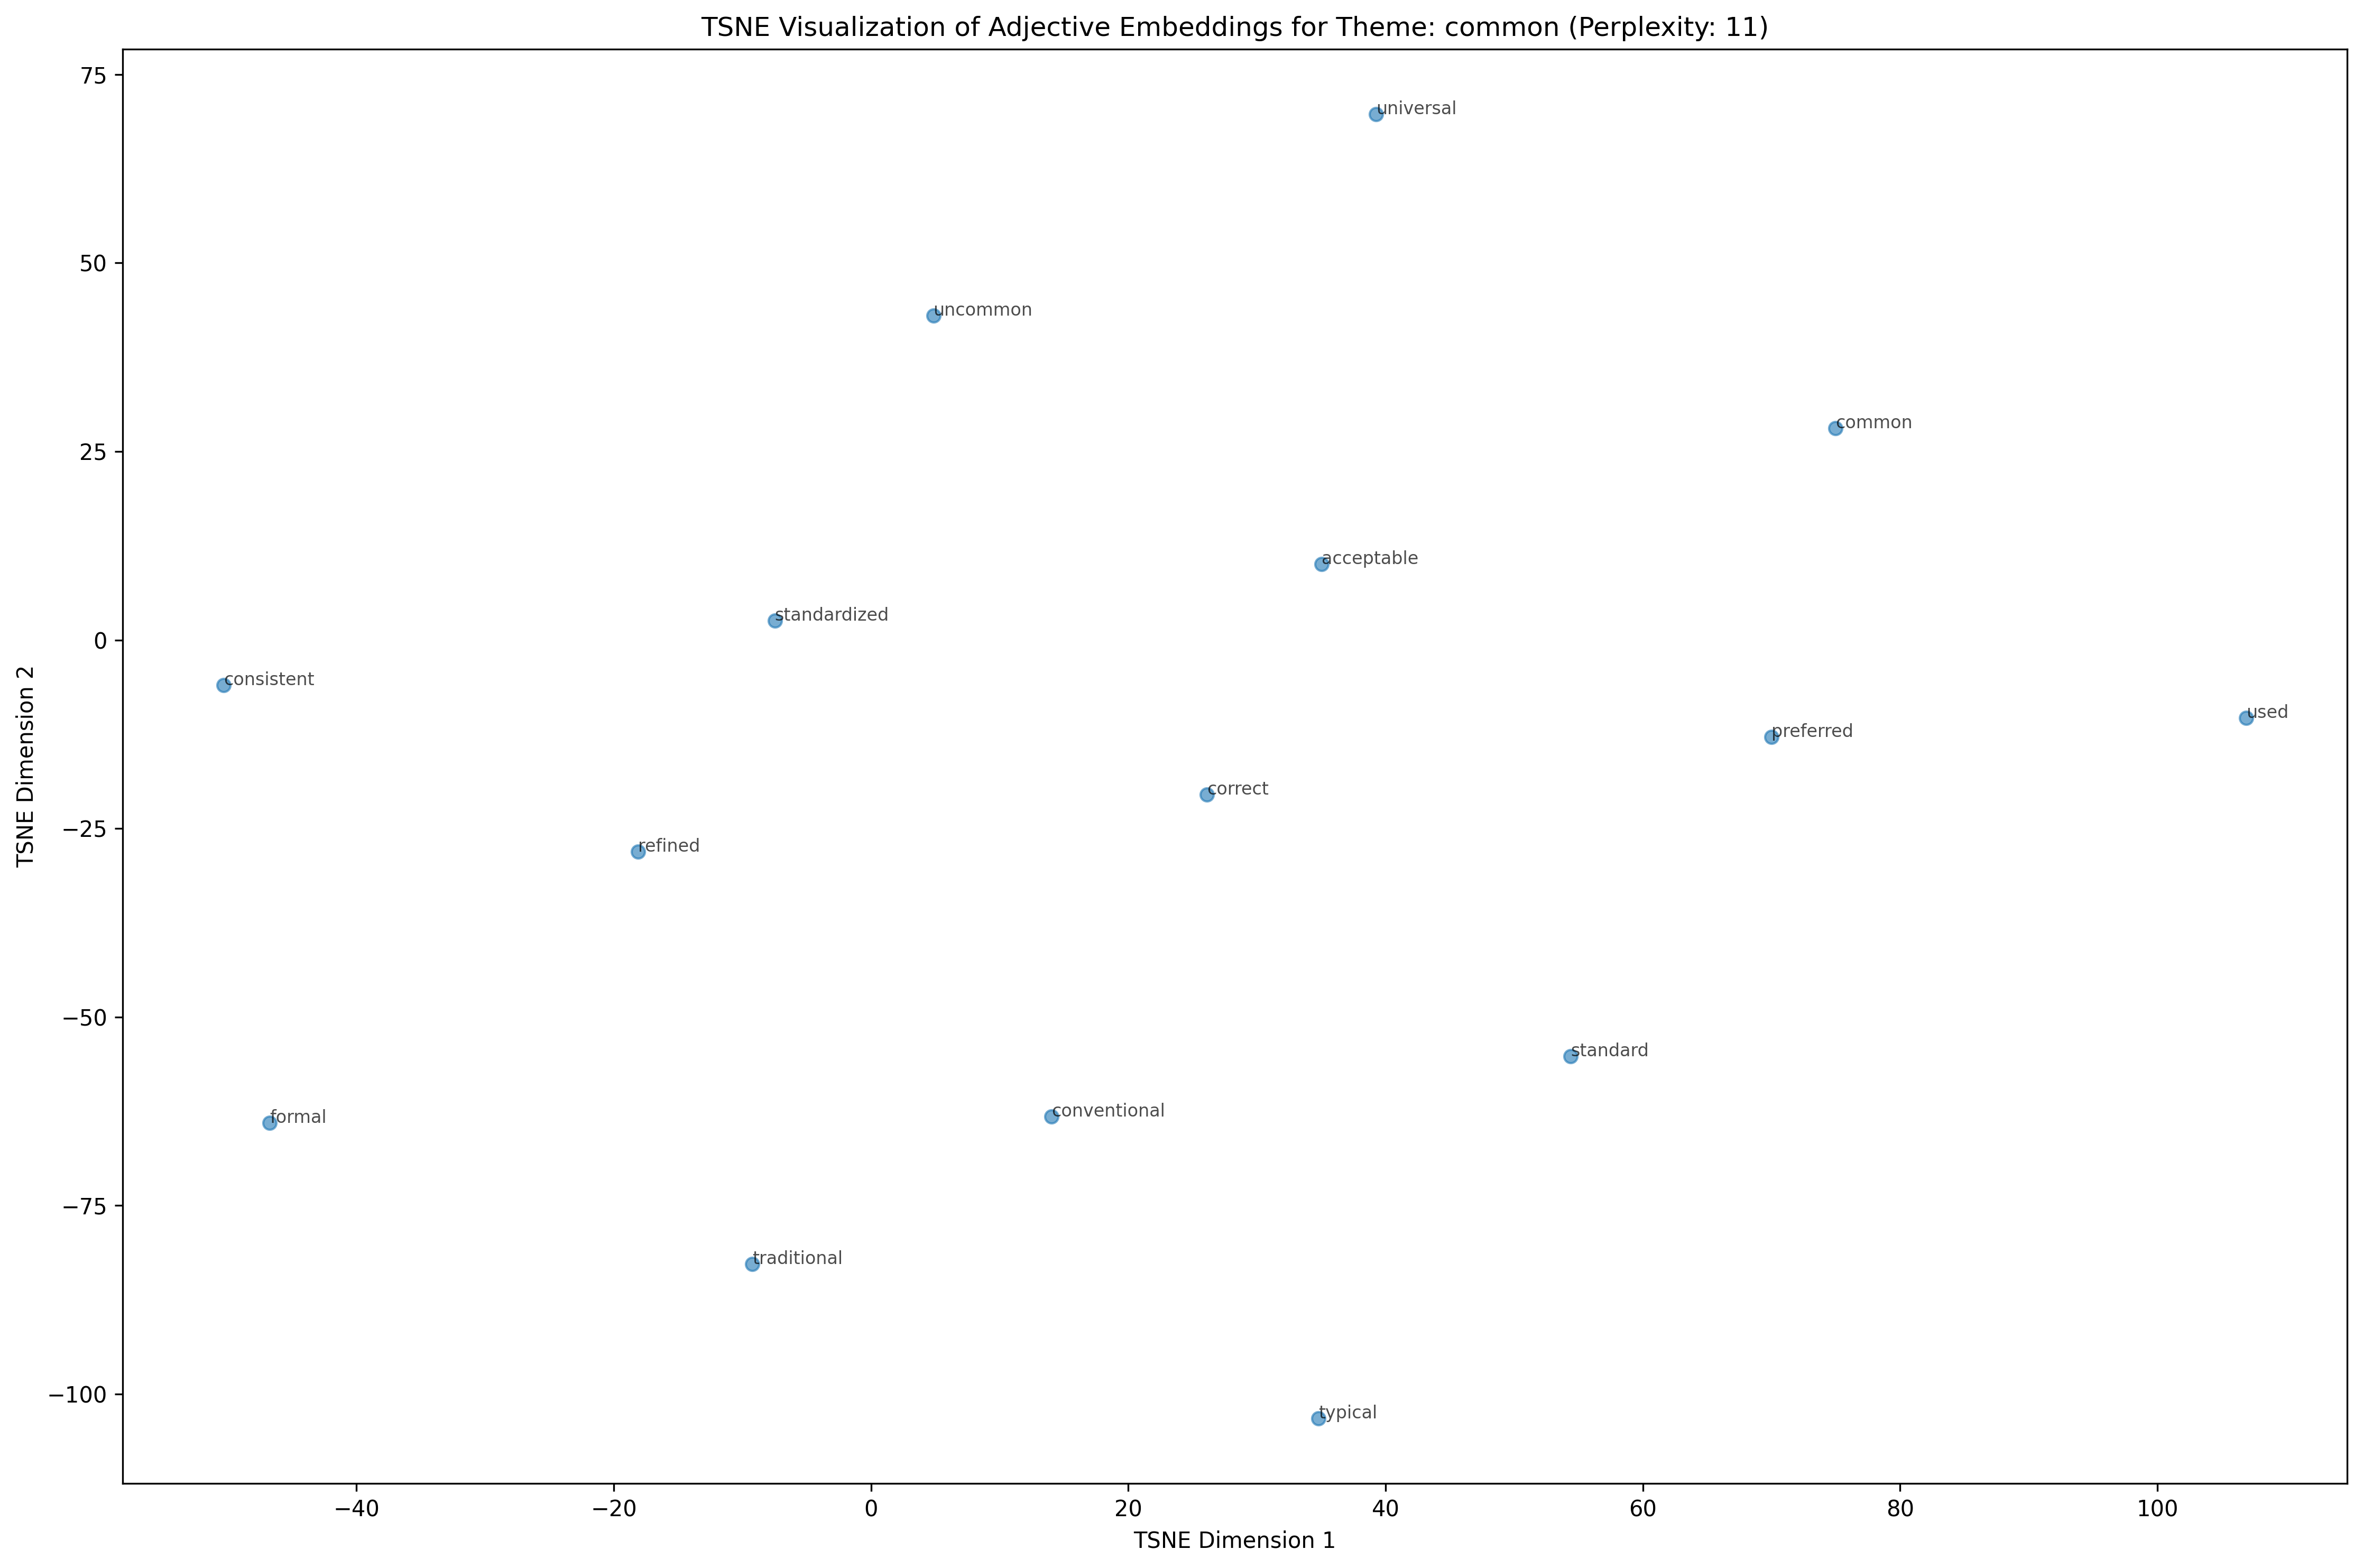 TSNE Visualization of Adjective Embeddings for Theme: common (Perplexity: 11)
75
universal
50
uncommon
25
common
acceptable
standardized
0
consistent
used
preferred
correct
−25
refined
−50
standard
conventional
formal
−75
traditional
−100
typical
−40
−20
0
20
40
60
80
100
TSNE Dimension 1
TSNE Dimension 2